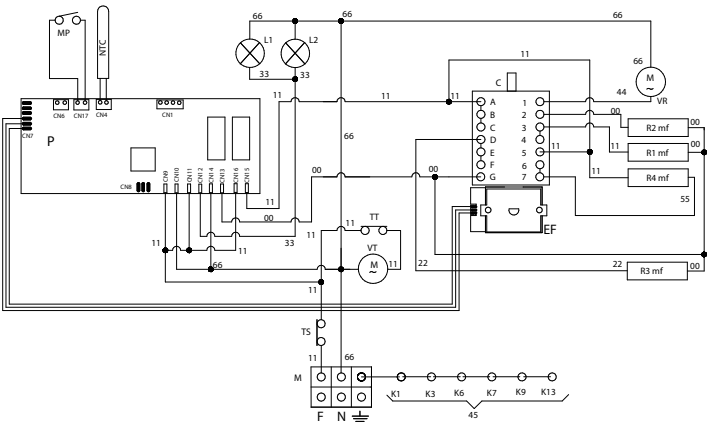 66
66
66
MP
NTC
L1
L2
11
66
M
~
VR
33
33
C
44
11
11
11
CN6
CN17
CN4
CN1
CN7
P
A
B
C
D
E
F
G
1
2
3
4
5
6
7
00
R2 mf
00
11
R1 mf
00
11
11
R4 mf
55
66
CN8
CN9
CN10
CN11
CN12
CN14
CN13
CN16
CN15
00
00
11
00
33
11
11
11
11
TT
VT
M
~
11
66
11
EF
22
22
R3 mf
00
TS
11
66
M
F
N
K1
K3
K6
K7
K9
K13
45